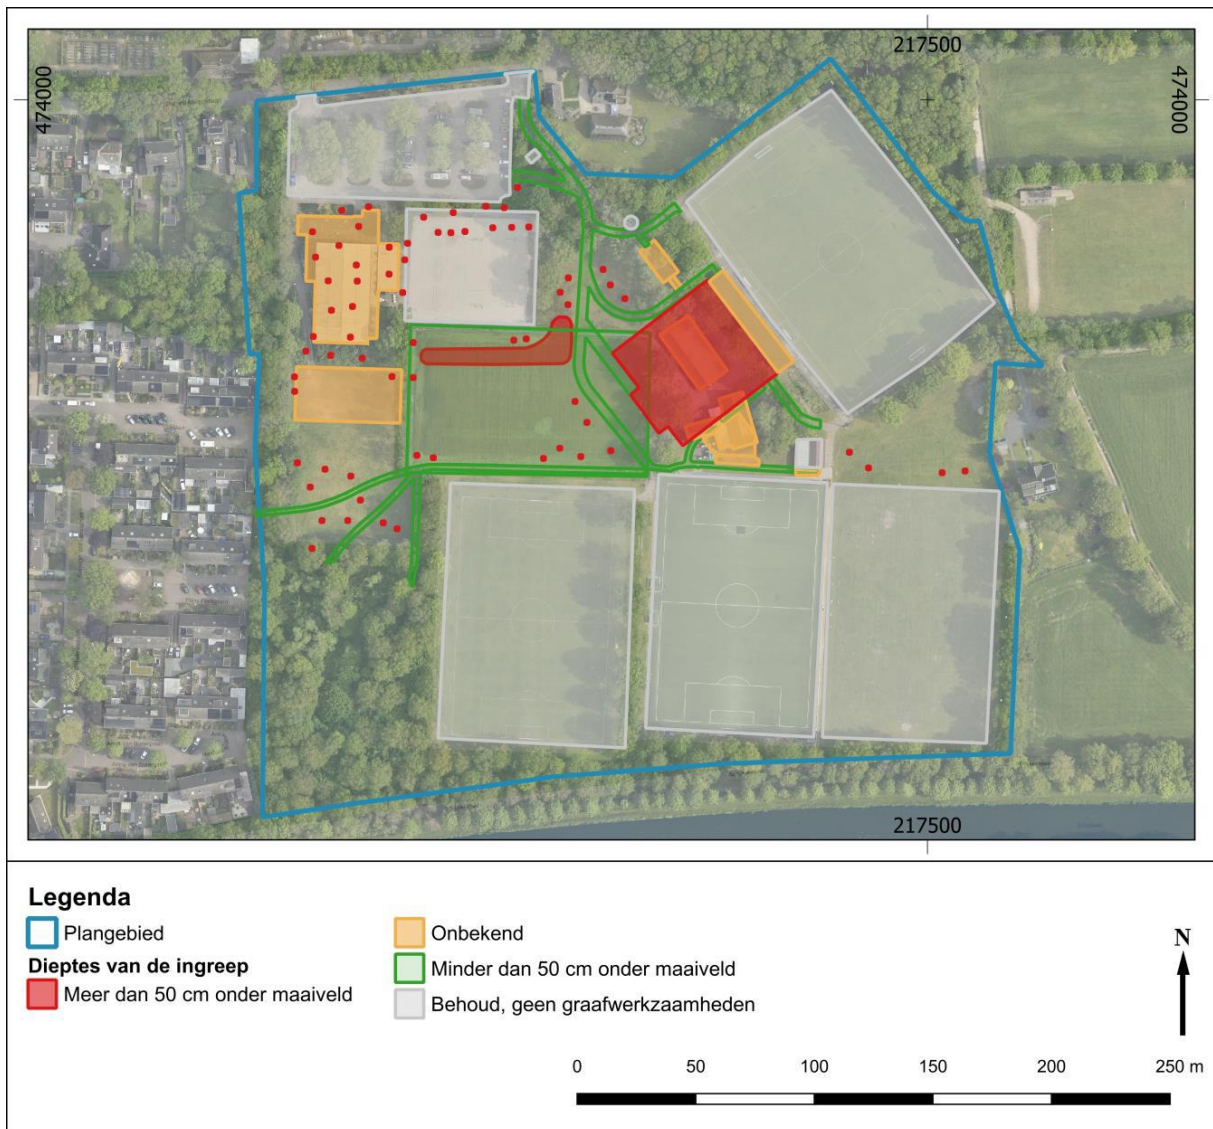 217500
474000
474000
217500
Legenda
Plangebied
Dieptes van de ingreep
Meer dan 50 cm onder maaiveld
Onbekend
Minder dan 50 cm onder maaiveld
Behoud, geen graafwerkzaamheden
N
0 50 100 150 200 250 m